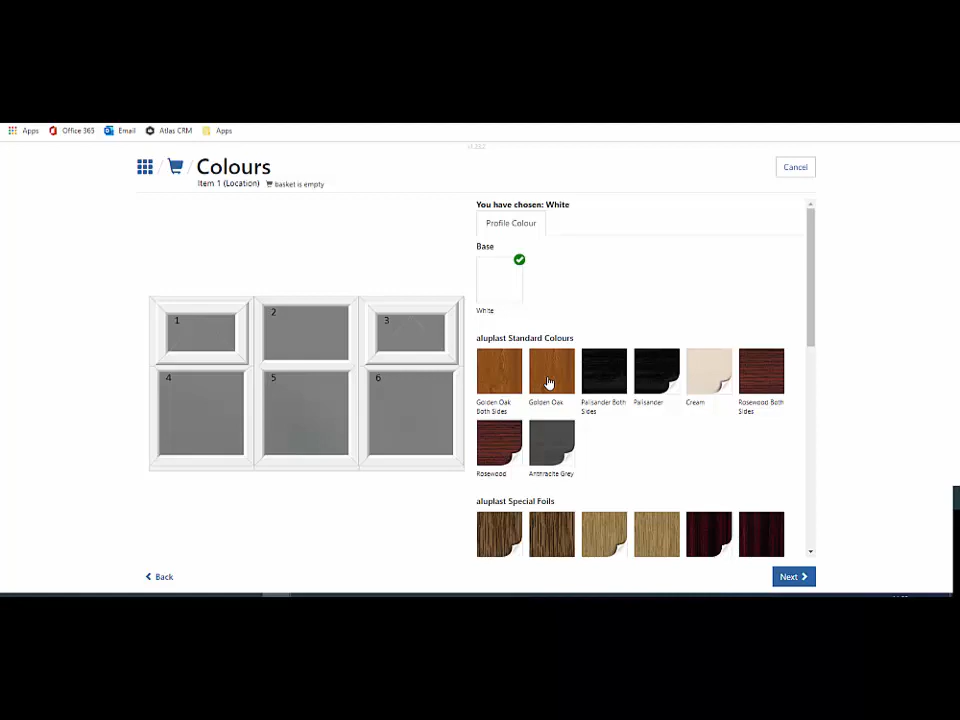 Apps Office 365 Email Atlas CRM Apps
/ / Colours
Item 1 (Location) basket is empty
Cancel
You have chosen: White
Profile Colour
Base
White
1 2 3
4 5 6
aluplast Standard Colours
Golden Oak Both Sides
Golden Oak
Palisander Both Sides
Palisander
Cream
Rosewood Both Sides
Rosewood
Anthracite Grey
aluplast Special Foils
Back
Next